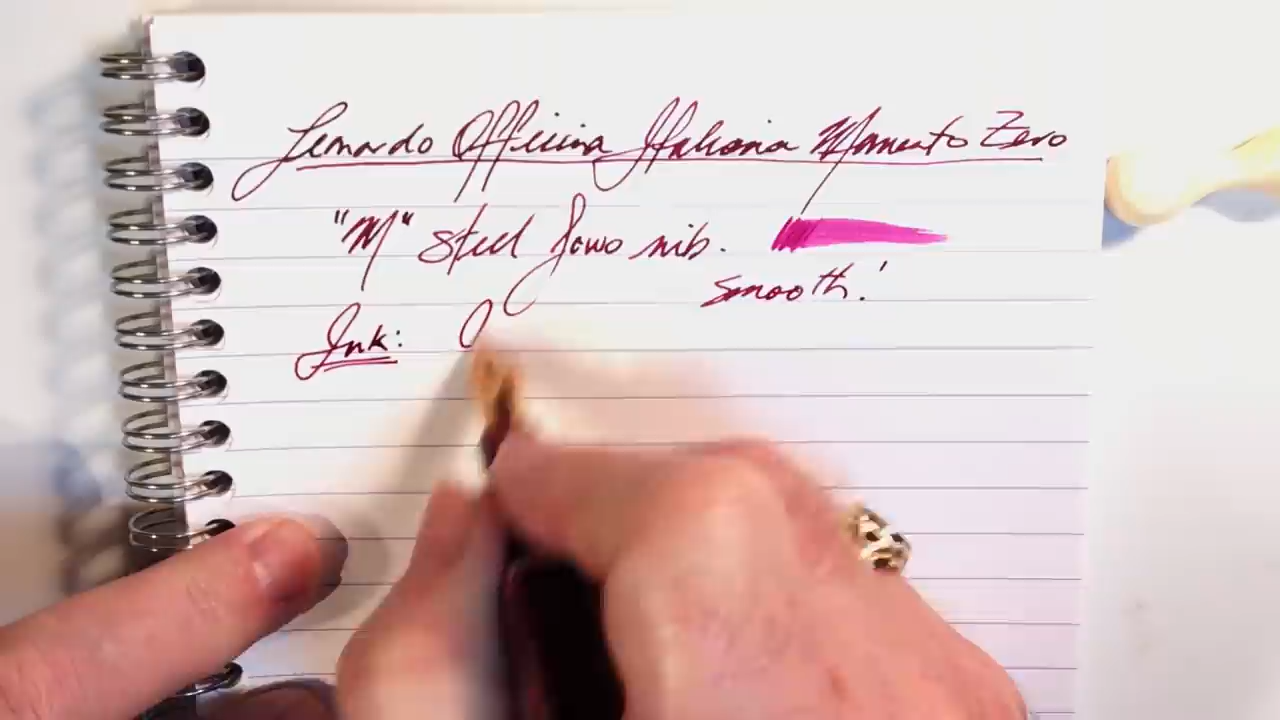 Leonardo Officina Italiana Momento Zero
"M" steel Jowo nib.
smooth!
Ink: